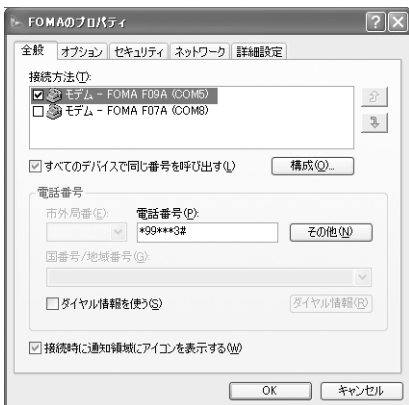 FOMAのプロパティ
全般 オプション セキュリティ ネットワーク 詳細設定
接続方法(T):
モデム - FOMA F09A (COM5)
モデム - FOMA F07A (COM8)
すべてのデバイスで同じ番号を呼び出す(L) 構成(O)...
電話番号
市外局番(E): 電話番号(P):
*99***3# その他(N)
国番号/地域番号(G):
ダイヤル情報を使う(S) ダイヤル情報(R)
接続時に通知領域にアイコンを表示する(W)
OK キャンセル